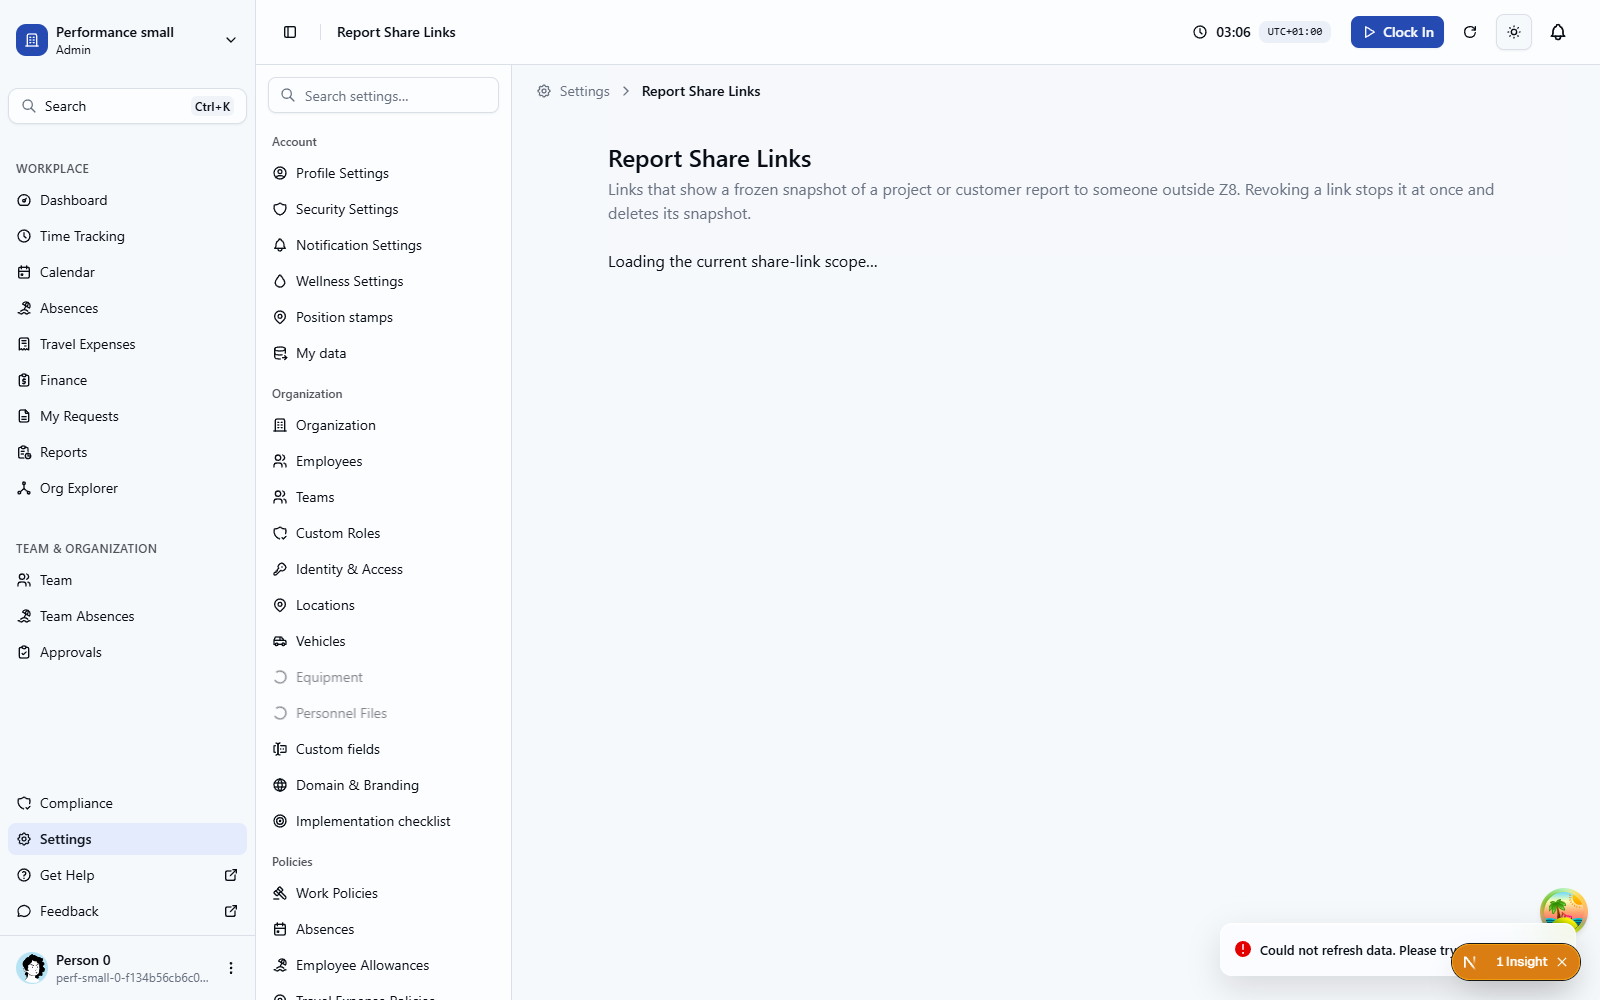 Performance small
Admin
Search
Ctrl+K
WORKPLACE
Dashboard
Time Tracking
Calendar
Absences
Travel Expenses
Finance
My Requests
Reports
Org Explorer
TEAM & ORGANIZATION
Team
Team Absences
Approvals
Compliance
Settings
Get Help
Feedback
Person 0
perf-small-0-f134b56cb6c0...
Report Share Links
03:06
UTC+01:00
Clock In
Search settings...
Account
Profile Settings
Security Settings
Notification Settings
Wellness Settings
Position stamps
My data
Organization
Organization
Employees
Teams
Custom Roles
Identity & Access
Locations
Vehicles
Equipment
Personnel Files
Custom fields
Domain & Branding
Implementation checklist
Policies
Work Policies
Absences
Employee Allowances
Travel Expense Policies
Settings
Report Share Links
Report Share Links
Links that show a frozen snapshot of a project or customer report to someone outside Z8. Revoking a link stops it at once and
deletes its snapshot.
Loading the current share-link scope...
Could not refresh data. Please try
1 Insight